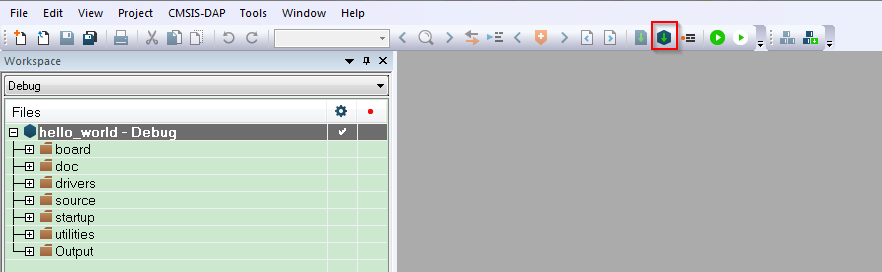 File Edit View Project CMSIS-DAP Tools Window Help
Workspace
Debug
Files
hello_world - Debug
board
doc
drivers
source
startup
utilities
Output